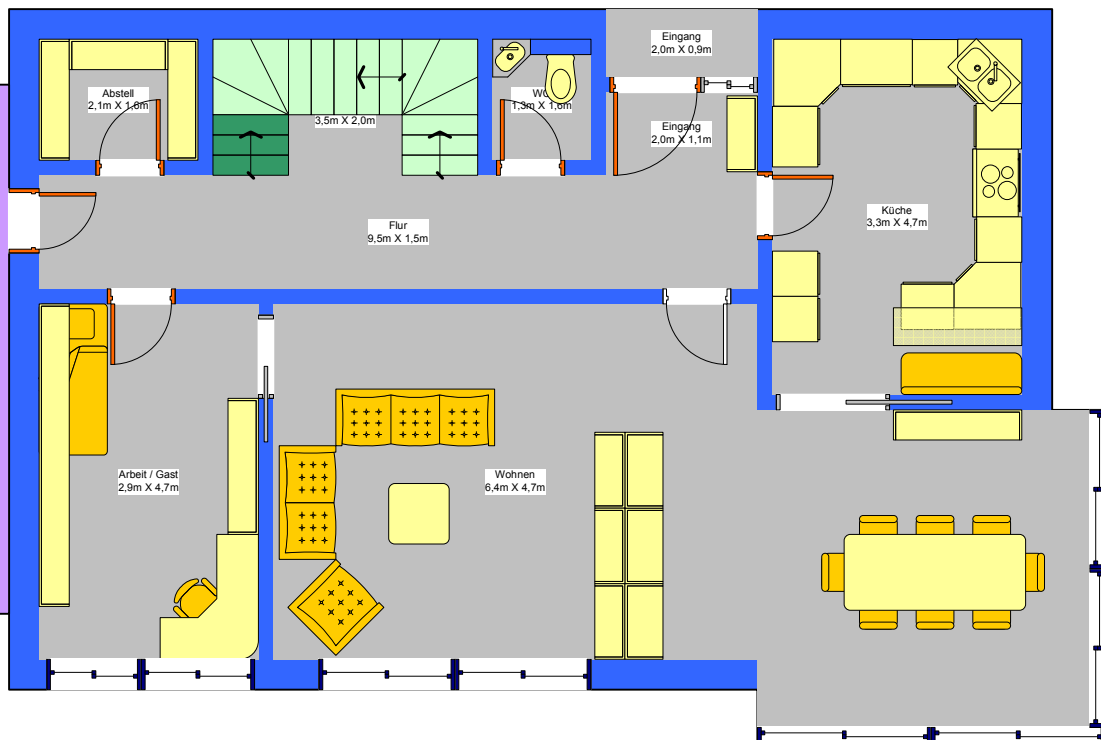 Eingang
2,0m X 0,9m
Abstell
2,1m X 1,6m
3,5m X 2,0m
1,3m X 1,6m
Eingang
2,0m X 1,1m
Küche
3,3m X 4,7m
Flur
9,5m X 1,5m
Arbeit / Gast
2,9m X 4,7m
Wohnen
6,4m X 4,7m